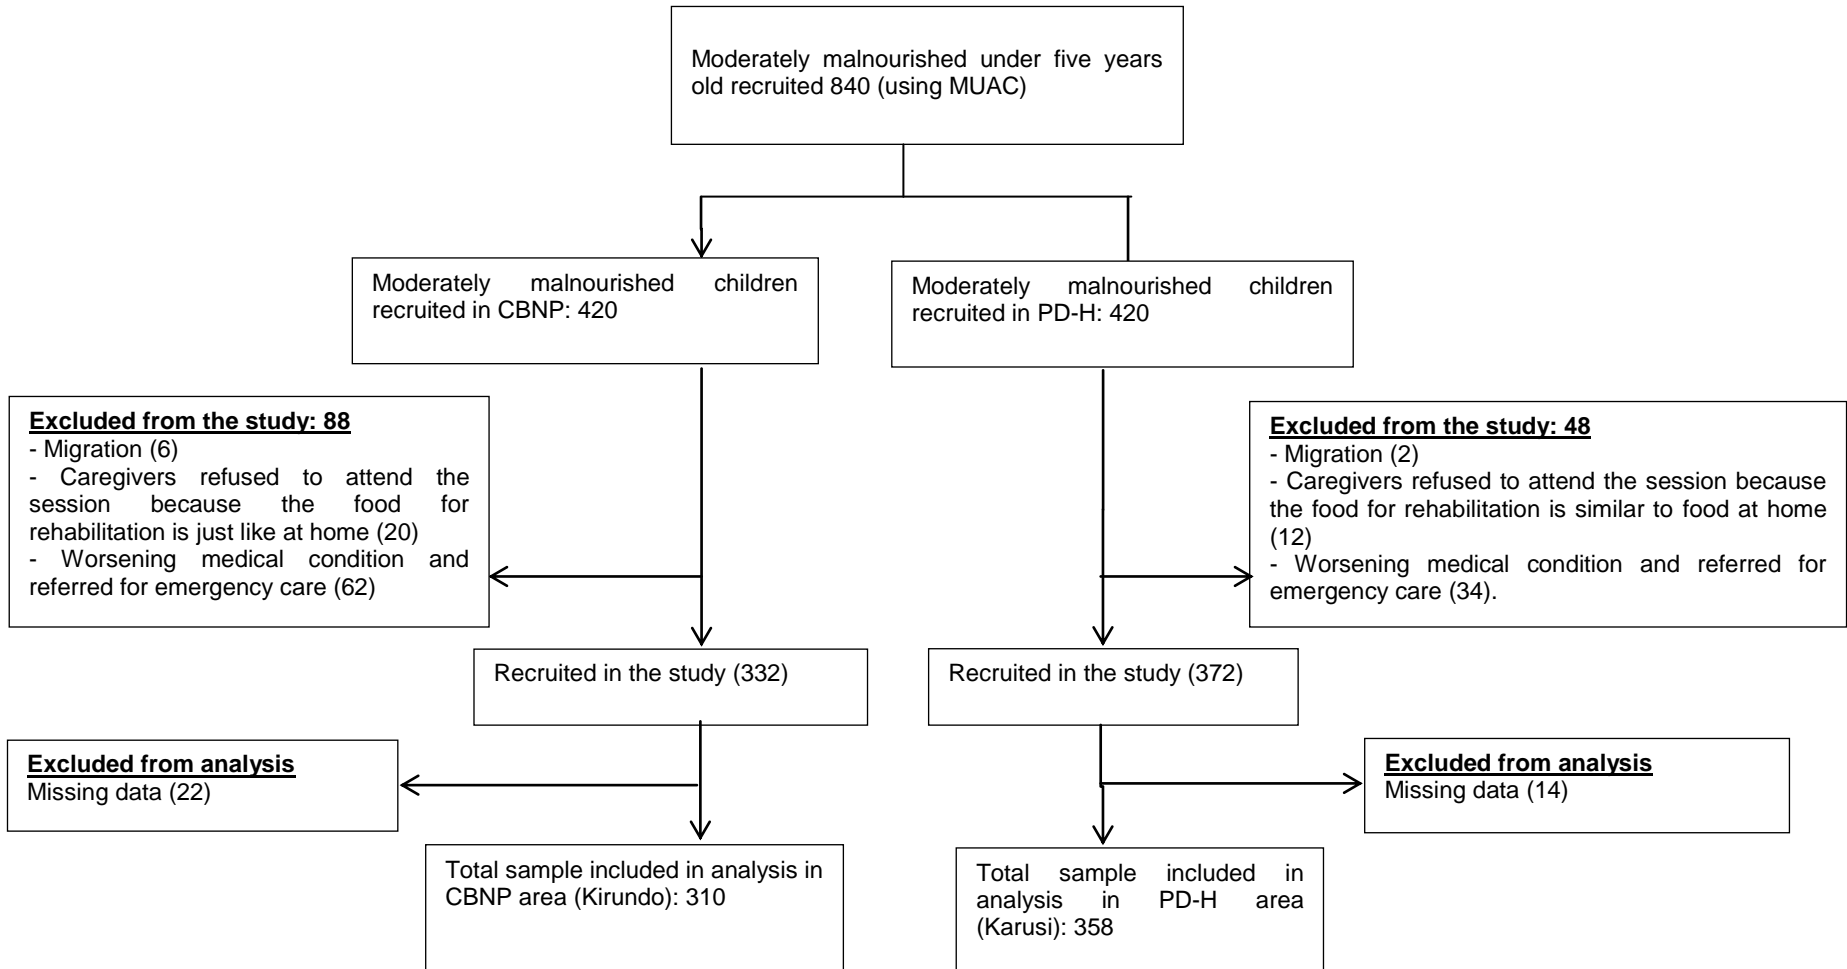 Moderately malnourished under five years
old recruited 840 (using MUAC)
Moderately malnourished children
recruited in CBNP: 420
Moderately malnourished children
recruited in PD-H: 420
Excluded from the study: 88
- Migration (6)
- Caregivers refused to attend the
session because the food for
rehabilitation is just like at home (20)
- Worsening medical condition and
referred for emergency care (62)
Excluded from the study: 48
- Migration (2)
- Caregivers refused to attend the session because
the food for rehabilitation is similar to food at home
(12)
- Worsening medical condition and referred for
emergency care (34).
Recruited in the study (332)
Recruited in the study (372)
Excluded from analysis
Missing data (22)
Excluded from analysis
Missing data (14)
Total sample included in analysis in
CBNP area (Kirundo): 310
Total sample included in
analysis in PD-H area
(Karusi): 358